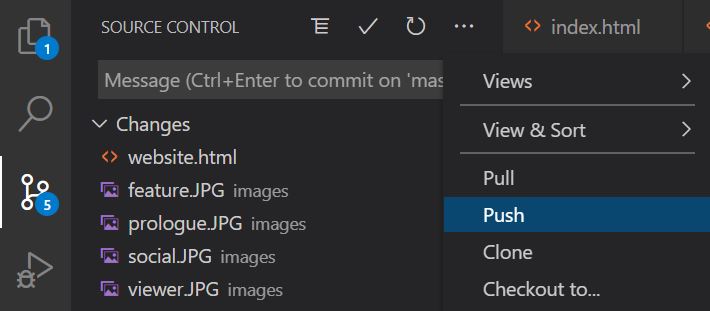 1
5
SOURCE CONTROL
Message (Ctrl+Enter to commit on 'mas
Changes
website.html
feature.JPG images
prologue.JPG images
social.JPG images
viewer.JPG images
index.html
Views
View & Sort
Pull
Push
Clone
Checkout to...